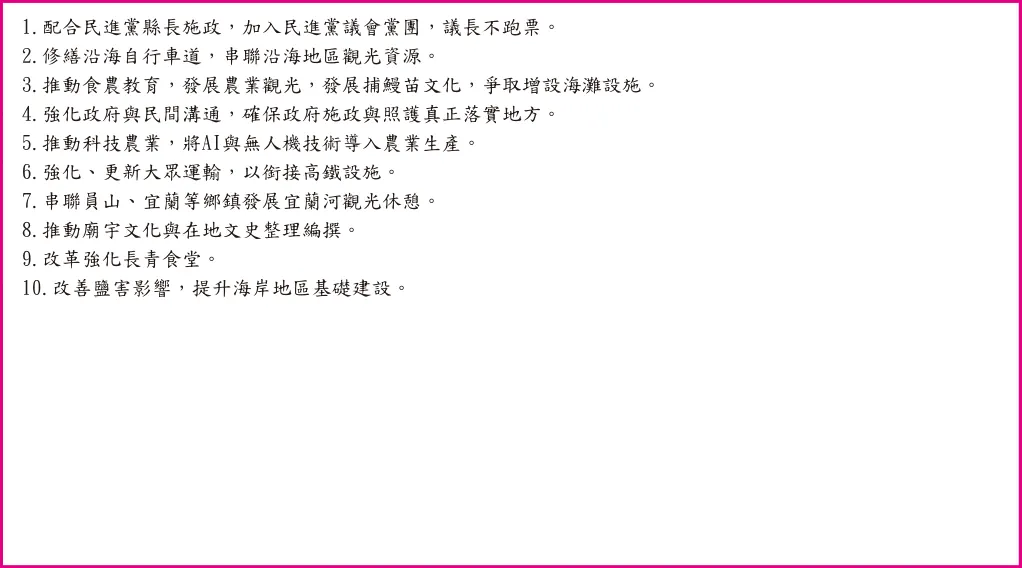 1.配合民進黨縣長施政，加入民進黨議會黨團，議長不跑票。
2.修繕沿海自行車道，串聯沿海地區觀光資源。
3.推動食農教育，發展農業觀光，發展捕鰻苗文化，爭取增設海灘設施。
4.強化政府與民間溝通，確保政府施政與照護真正落實地方。
5.推動科技農業，將AI與無人機技術導入農業生產。
6.強化、更新大眾運輸，以銜接高鐵設施。
7.串聯員山、宜蘭等鄉鎮發展宜蘭河觀光休憩。
8.推動廟宇文化與在地文史整理編撰。
9.改革強化長青食堂。
10.改善鹽害影響，提升海岸地區基礎建設。